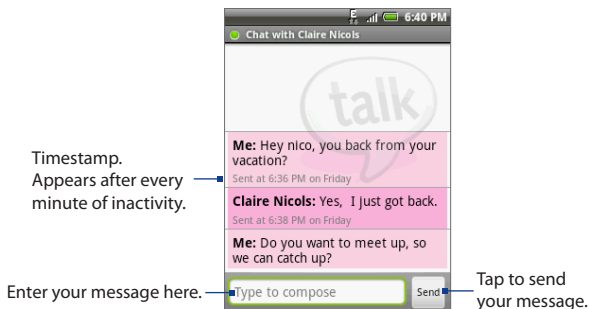 E
6:40 PM
Chat with Claire Nicols
talk
Me: Hey nico, you back from your
vacation?
Sent at 6:36 PM on Friday
Claire Nicols: Yes, I just got back.
Sent at 6:38 PM on Friday
Me: Do you want to meet up, so
we can catch up?
Type to compose
Send
Timestamp.
Appears after every
minute of inactivity.
Enter your message here.
Tap to send
your message.